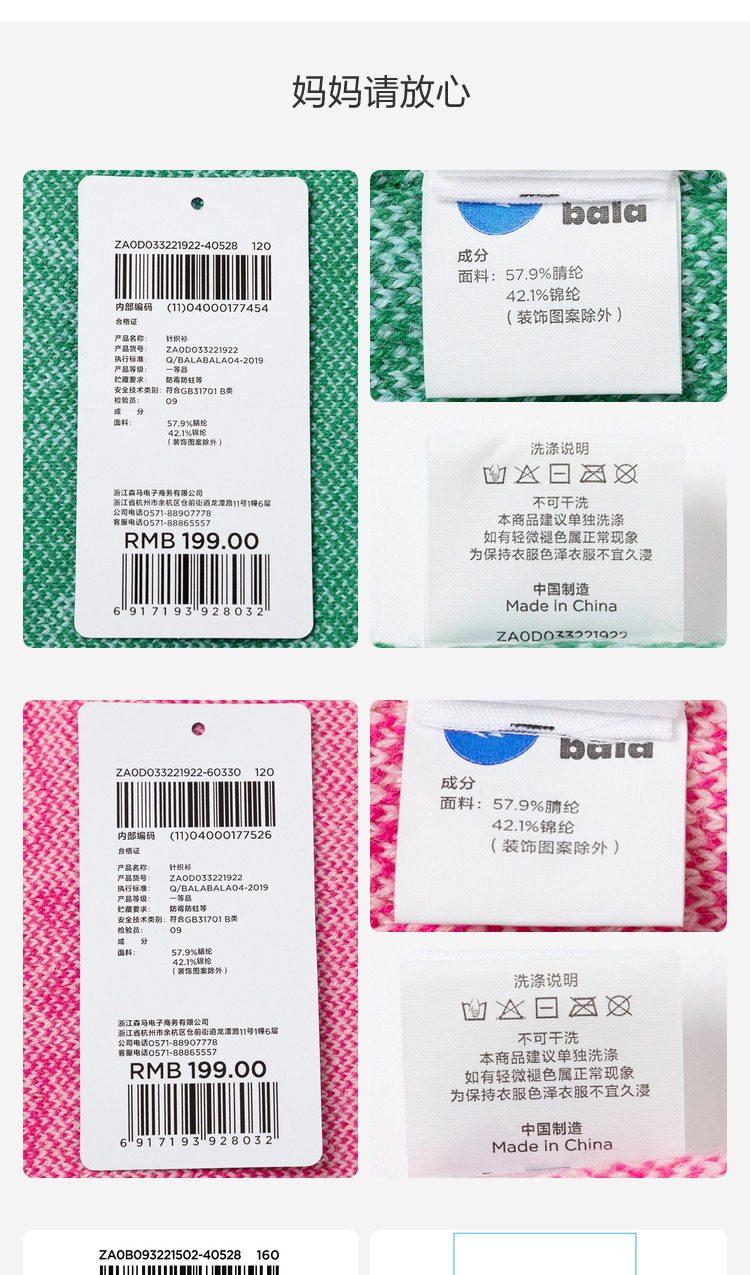 妈妈请放心
ZA0D033221922-40528 120
内部编码 (11)04000177454
合格证
产品名称: 针织衫
产品货号: ZA0D033221922
执行标准: Q/BALABALA04-2019
产品等级: 一等品
贮藏要求: 防霉防蛀等
安全技术类别: 符合GB31701 B类
检验员: 09
成 分
面料: 57.9%腈纶
42.1%锦纶
(装饰图案除外)
浙江森马电子商务有限公司
浙江省杭州市余杭区仓前街道龙潭路11号1幢6层
公司电话0571-88907778
客服电话0571-88865557
RMB 199.00
6 917193 928032
bala
成分
面料: 57.9%腈纶
42.1%锦纶
(装饰图案除外)
洗涤说明
不可干洗
本商品建议单独洗涤
如有轻微褪色属正常现象
为保持衣服色泽衣服不宜久浸
中国制造
Made in China
ZA0D033221922
ZA0D033221922-60330 120
内部编码 (11)04000177526
合格证
产品名称: 针织衫
产品货号: ZA0D033221922
执行标准: Q/BALABALA04-2019
产品等级: 一等品
贮藏要求: 防霉防蛀等
安全技术类别: 符合GB31701 B类
检验员: 09
成 分
面料: 57.9%腈纶
42.1%锦纶
(装饰图案除外)
浙江森马电子商务有限公司
浙江省杭州市余杭区仓前街道龙潭路11号1幢6层
公司电话0571-88907778
客服电话0571-88865557
RMB 199.00
6 917193 928032
bala
成分
面料: 57.9%腈纶
42.1%锦纶
(装饰图案除外)
洗涤说明
不可干洗
本商品建议单独洗涤
如有轻微褪色属正常现象
为保持衣服色泽衣服不宜久浸
中国制造
Made in China
ZA0B093221502-40528 160